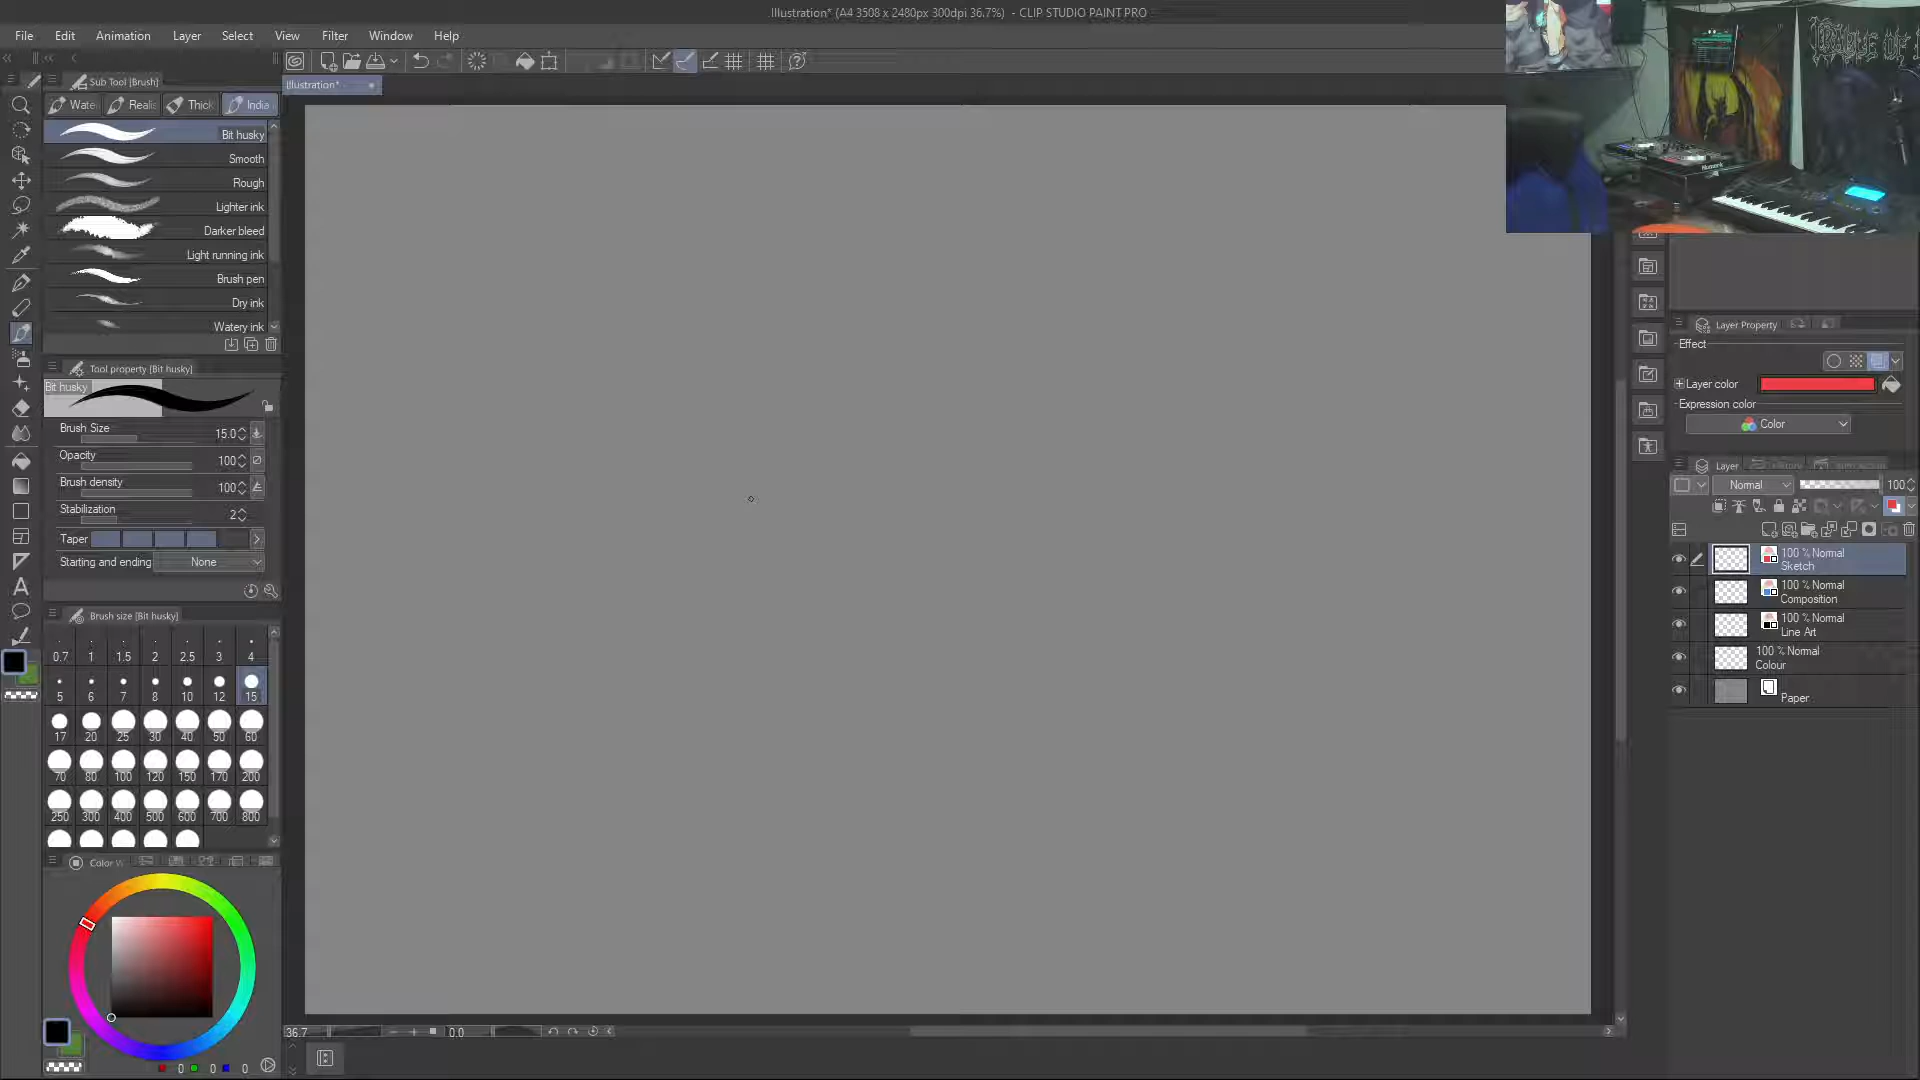 Illustration* (A4 3508 x 2480px 300dpi 36.7%) - CLIP STUDIO PAINT PRO
File Edit Animation Layer Select View Filter Window Help
Sub Tool [Brush]
Illustration*
Wate Realis Thick India
Bit husky
Smooth
Rough
Lighter ink
Darker bleed
Light running ink
Brush pen
Dry ink
Watery ink
Tool property [Bit husky]
Bit husky
Brush Size 15.0
Opacity 100
Brush density 100
Stabilization 2
Taper
Starting and ending None
Brush size [Bit husky]
0.7 1 1.5 2 2.5 3 4
5 6 7 8 10 12 15
17 20 25 30 40 50 60
70 80 100 120 150 170 200
250 300 400 500 600 700 800
Color W
0 0 0
36.7 0.0
Numark
Layer Property
Effect
Layer color
Expression color
Color
Layer
Normal 100
100 % Normal
Sketch
100 % Normal
Composition
100 % Normal
Line Art
100 % Normal
Colour
Paper